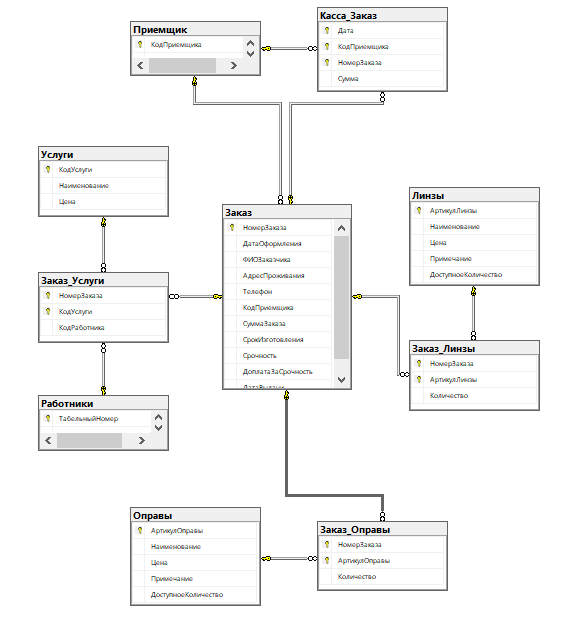 Приемщик
КодПриемщика
Касса_Заказ
Дата
КодПриемщика
НомерЗаказа
Сумма
Услуги
КодУслуги
Наименование
Цена
Заказ
НомерЗаказа
ДатаОформления
ФИОЗаказчика
АдресПроживания
Телефон
КодПриемщика
СуммаЗаказа
СрокИзготовления
Срочность
ДоплатаЗаСрочность
ДатаВыдачи
Линзы
АртикулЛинзы
Наименование
Цена
Примечание
ДоступноеКоличество
Заказ_Услуги
НомерЗаказа
КодУслуги
КодРаботника
Заказ_Линзы
НомерЗаказа
АртикулЛинзы
Количество
Работники
ТабельныйНомер
Оправы
АртикулОправы
Наименование
Цена
Примечание
ДоступноеКоличество
Заказ_Оправы
НомерЗаказа
АртикулОправы
Количество